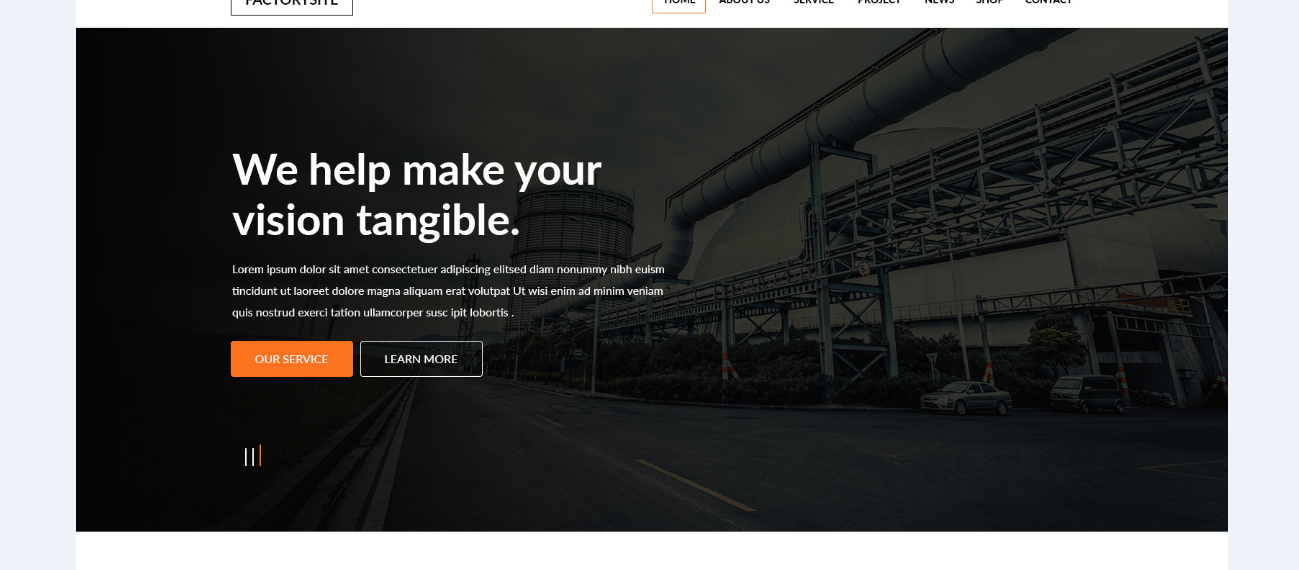 FACTORYSITE
HOME ABOUT US SERVICE PROJECT NEWS SHOP CONTACT
We help make your
vision tangible.
Lorem ipsum dolor sit amet consectetuer adipiscing elitsed diam nonummy nibh euism
tincidunt ut laoreet dolore magna aliquam erat volutpat Ut wisi enim ad minim veniam
quis nostrud exerci tation ullamcorper susc ipit lobortis .
OUR SERVICE LEARN MORE